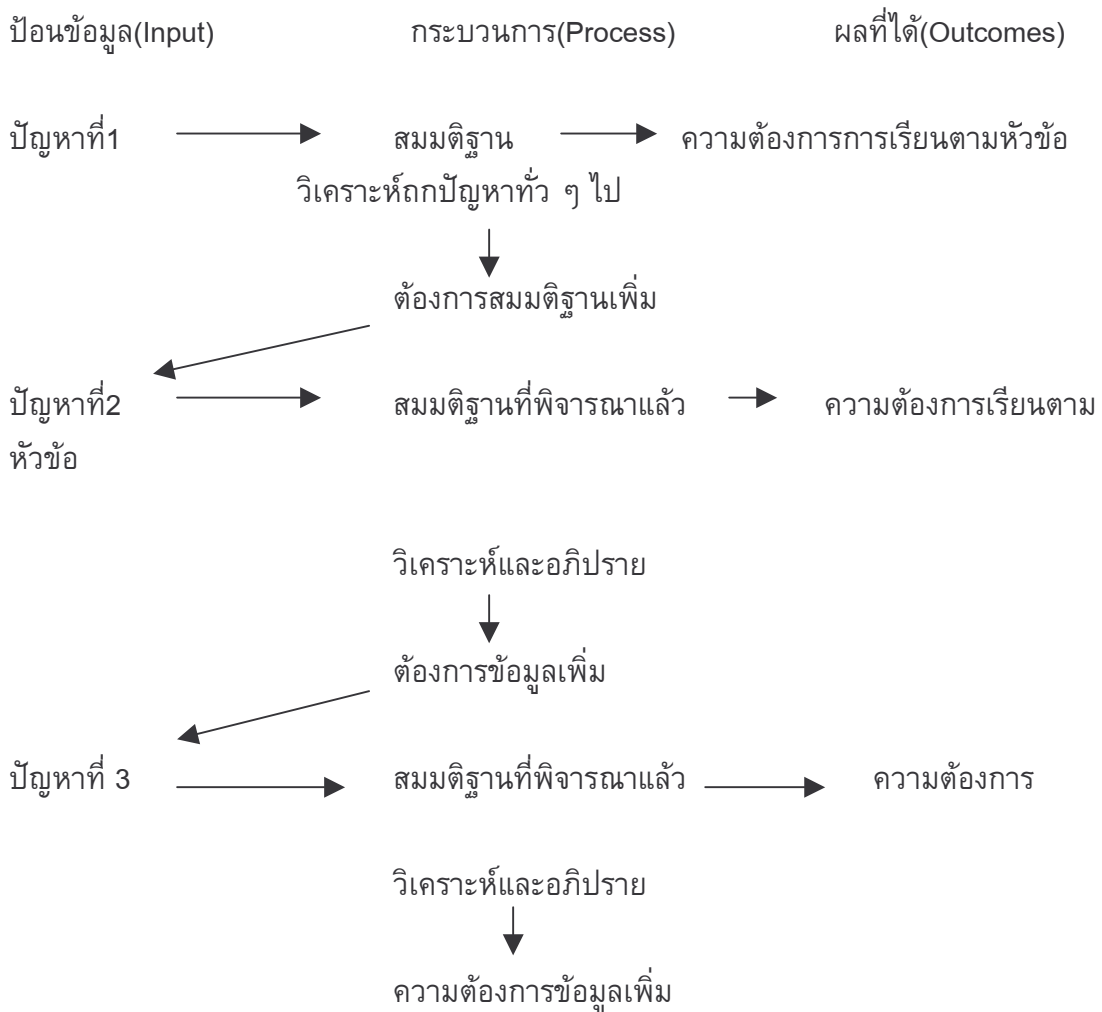 ป้อนข้อมูล(Input) กระบวนการ(Process) ผลที่ได้(Outcomes)
ปัญหาที่1 สมมติฐาน ความต้องการการเรียนตามหัวข้อ
วิเคราะห์ถกปัญหาทั่ว ๆ ไป
ต้องการสมมติฐานเพิ่ม
ปัญหาที่2 สมมติฐานที่พิจารณาแล้ว ความต้องการเรียนตาม
หัวข้อ
วิเคราะห์และอภิปราย
ต้องการข้อมูลเพิ่ม
ปัญหาที่ 3 สมมติฐานที่พิจารณาแล้ว ความต้องการ
วิเคราะห์และอภิปราย
ความต้องการข้อมูลเพิ่ม